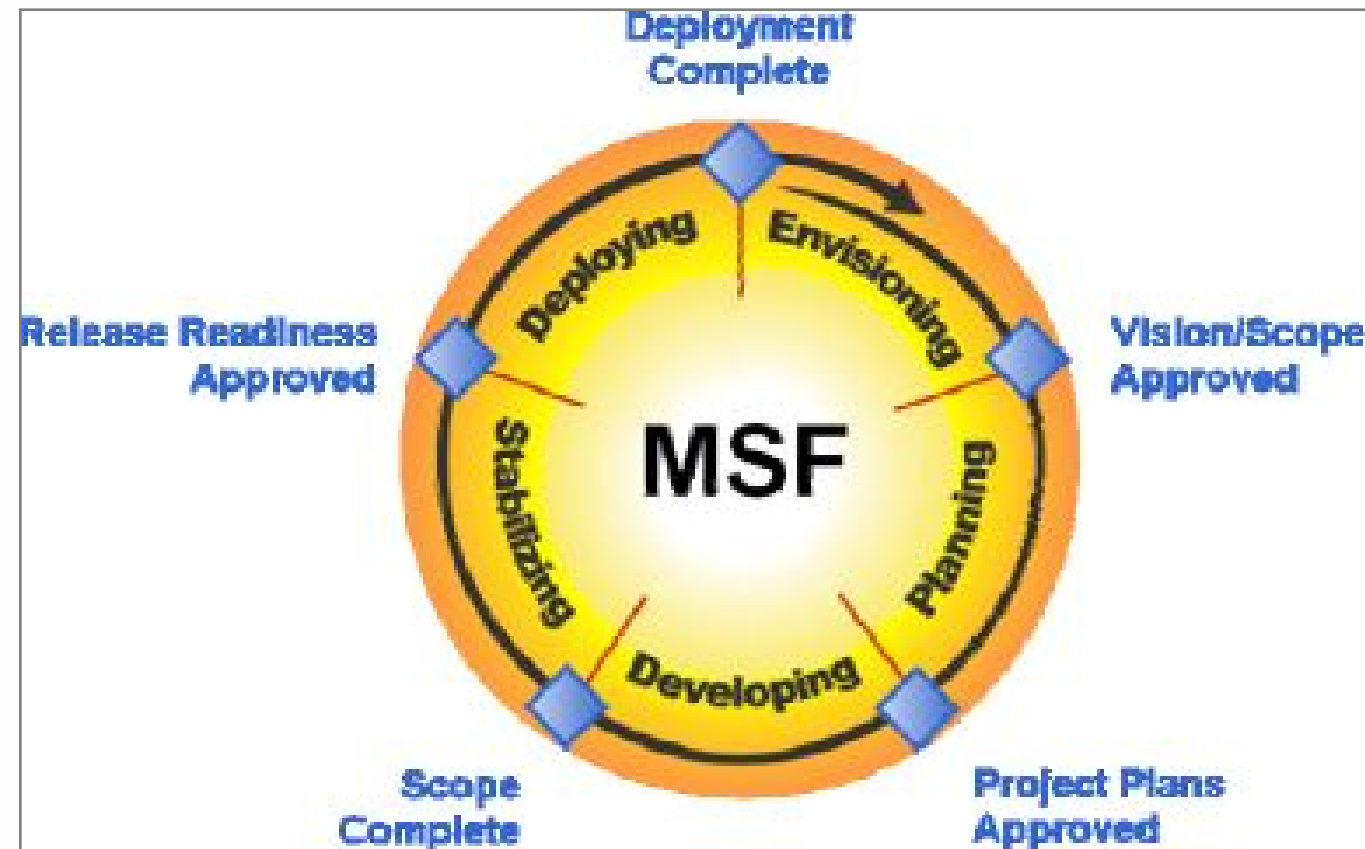 Deployment
Complete
Deploying
Envisioning
Release Readiness
Approved
Vision/Scope
Approved
MSF
Stabilizing
Planning
Developing
Scope
Complete
Project Plans
Approved